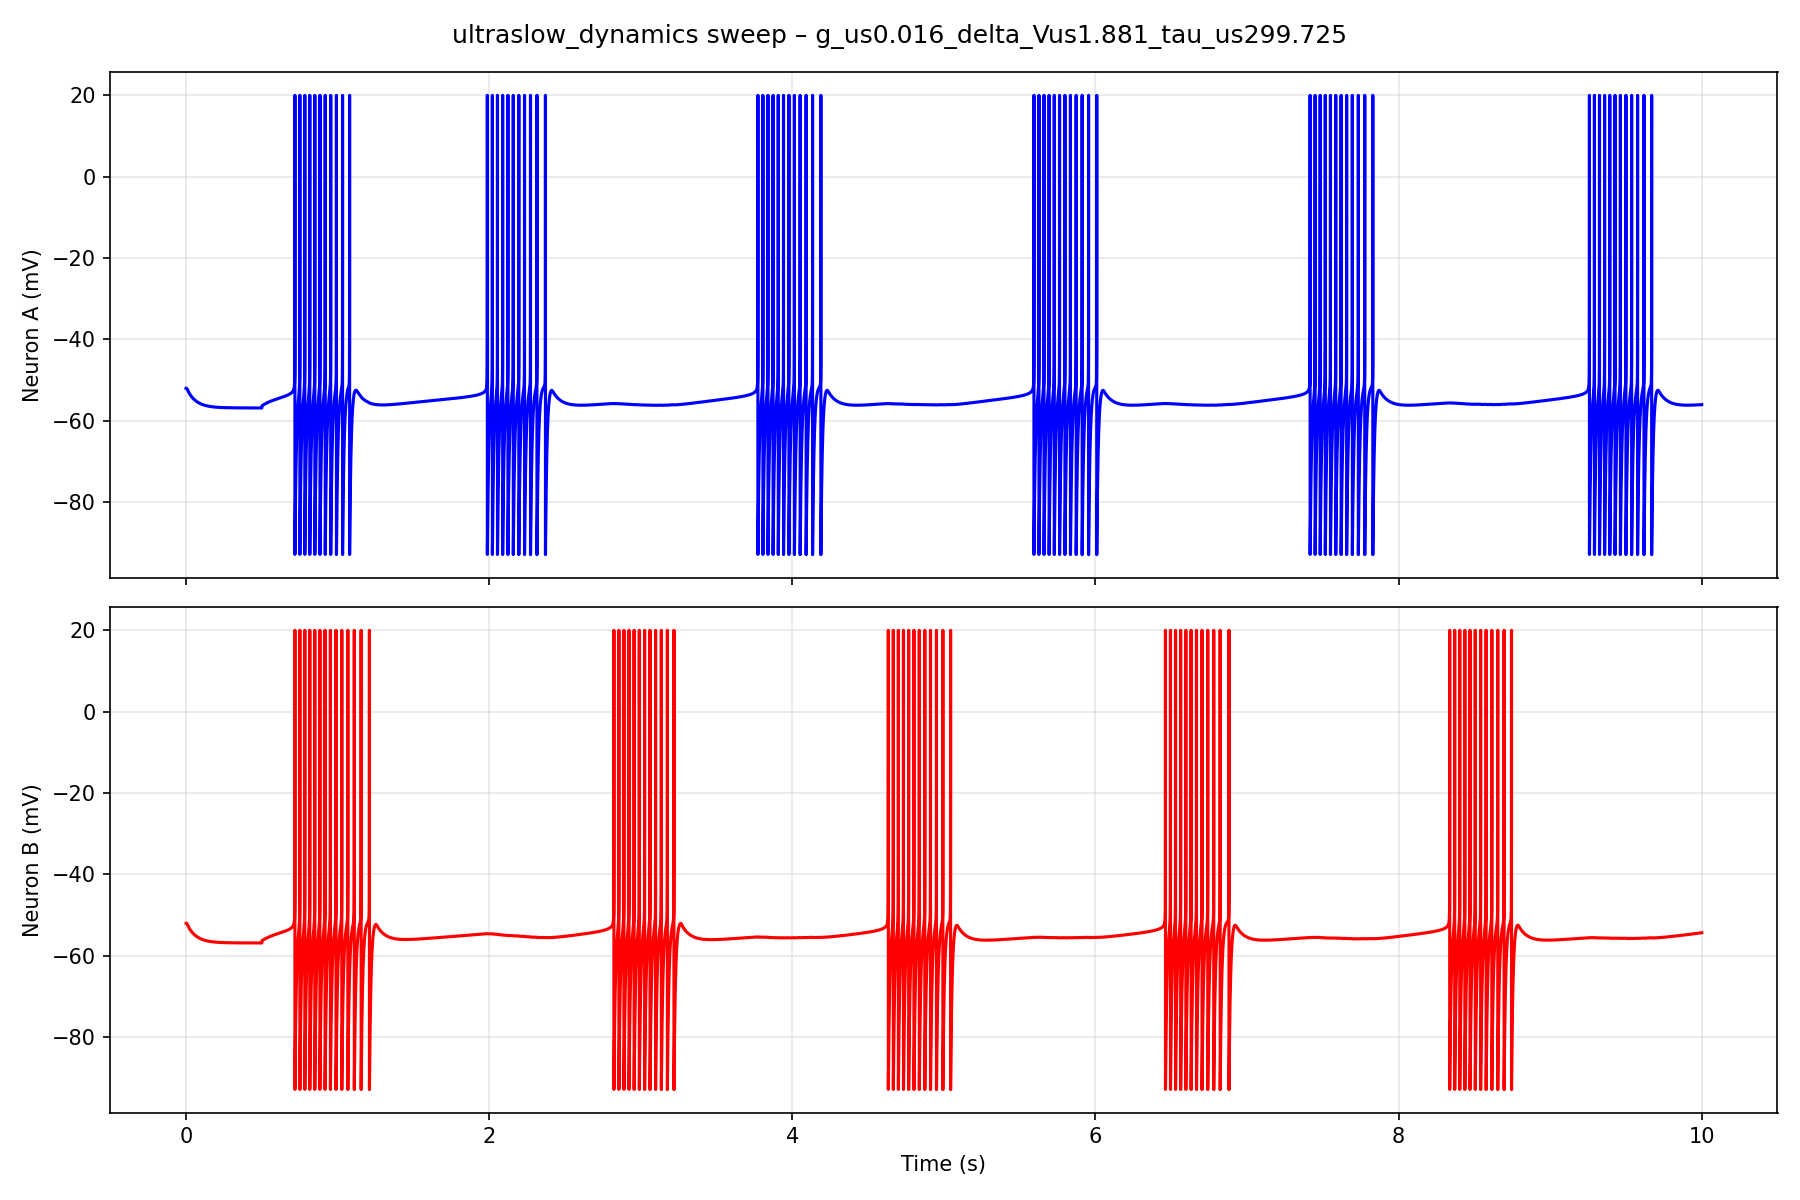 ultraslow_dynamics sweep – g_us0.016_delta_Vus1.881_tau_us299.725
Neuron A (mV)
20
0
−20
−40
−60
−80
Neuron B (mV)
20
0
−20
−40
−60
−80
0 2 4 6 8 10
Time (s)